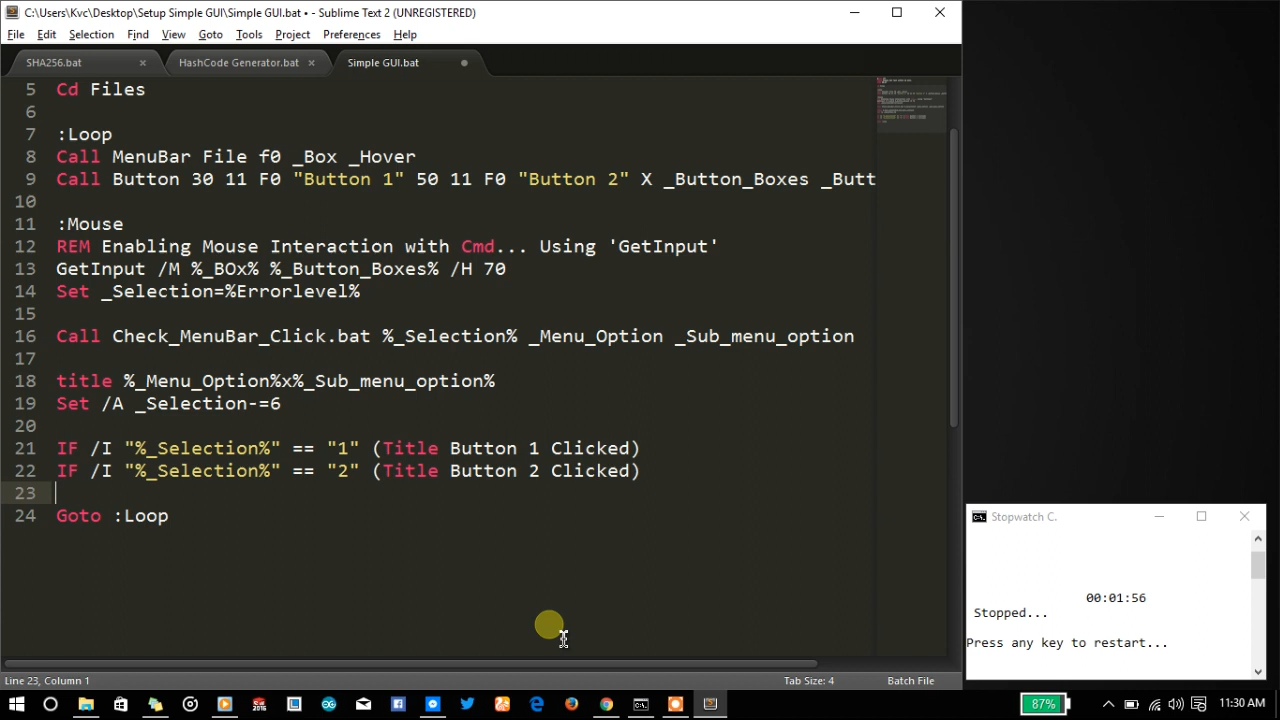 C:\Users\Kvc\Desktop\Setup Simple GUI\Simple GUI.bat • - Sublime Text 2 (UNREGISTERED)
File Edit Selection Find View Goto Tools Project Preferences Help
SHA256.bat HashCode Generator.bat Simple GUI.bat
5 Cd Files
6
7 :Loop
8 Call MenuBar File f0 _Box _Hover
9 Call Button 30 11 F0 "Button 1" 50 11 F0 "Button 2" X _Button_Boxes _Butt
10
11 :Mouse
12 REM Enabling Mouse Interaction with Cmd... Using 'GetInput'
13 GetInput /M %_BOx% %_Button_Boxes% /H 70
14 Set _Selection=%Errorlevel%
15
16 Call Check_MenuBar_Click.bat %_Selection% _Menu_Option _Sub_menu_option
17
18 title %_Menu_Option%x%_Sub_menu_option%
19 Set /A _Selection-=6
20
21 IF /I "%_Selection%" == "1" (Title Button 1 Clicked)
22 IF /I "%_Selection%" == "2" (Title Button 2 Clicked)
23
24 Goto :Loop
Line 23, Column 1 Tab Size: 4 Batch File
Stopwatch C.
00:01:56
Stopped...
Press any key to restart...
87% 11:30 AM